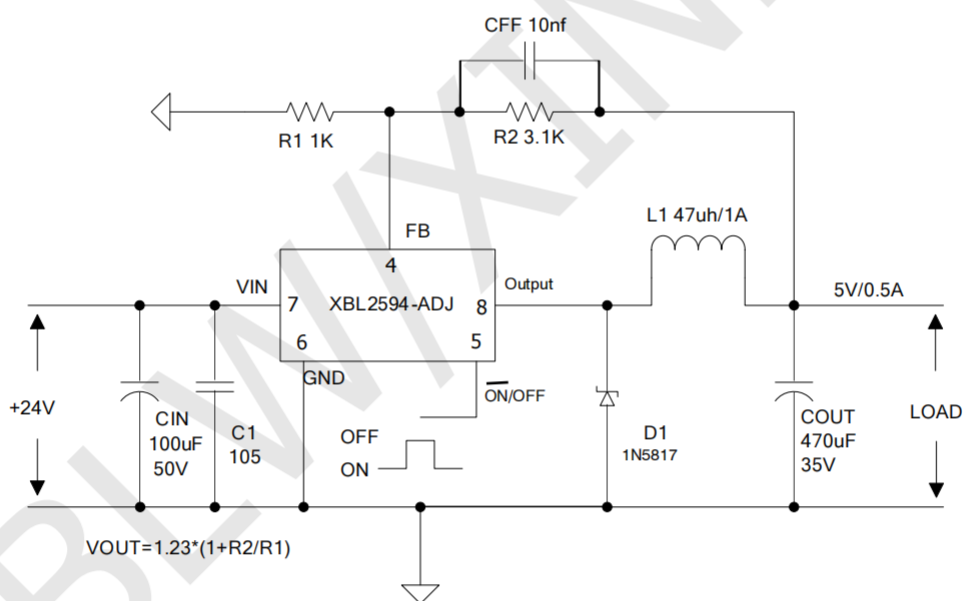 CFF 10nf
R1 1K
R2 3.1K
L1 47uh/1A
FB
4
VIN
Output
7
XBL2594-ADJ
8
5V/0.5A
6
5
GND
ON/OFF
+24V
CIN
100uF
50V
C1
105
OFF
ON
D1
1N5817
COUT
470uF
35V
LOAD
VOUT=1.23*(1+R2/R1)
BLW/XIN